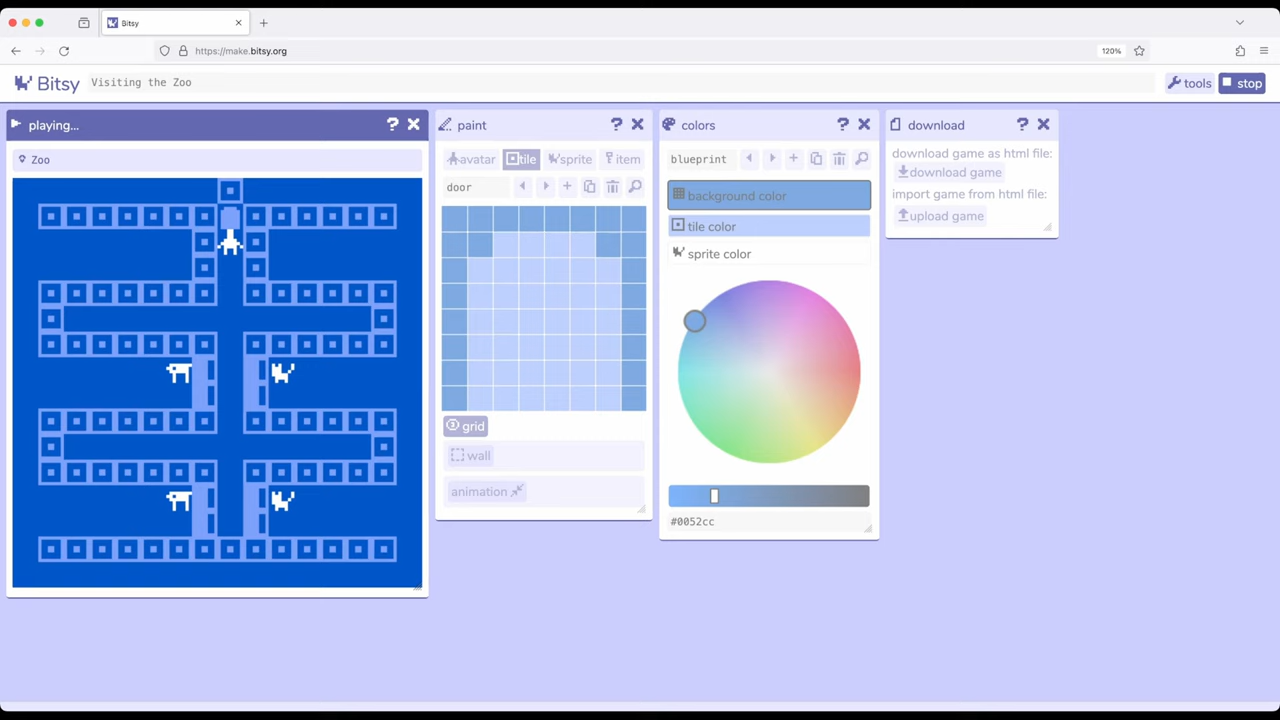 Bitsy
https://make.bitsy.org
120%
Bitsy
Visiting the Zoo
tools
stop
playing...
?
Zoo
paint
?
avatar
tile
sprite
item
door
grid
wall
animation
colors
?
blueprint
background color
tile color
sprite color
#0052cc
download
?
download game as html file:
download game
import game from html file:
upload game